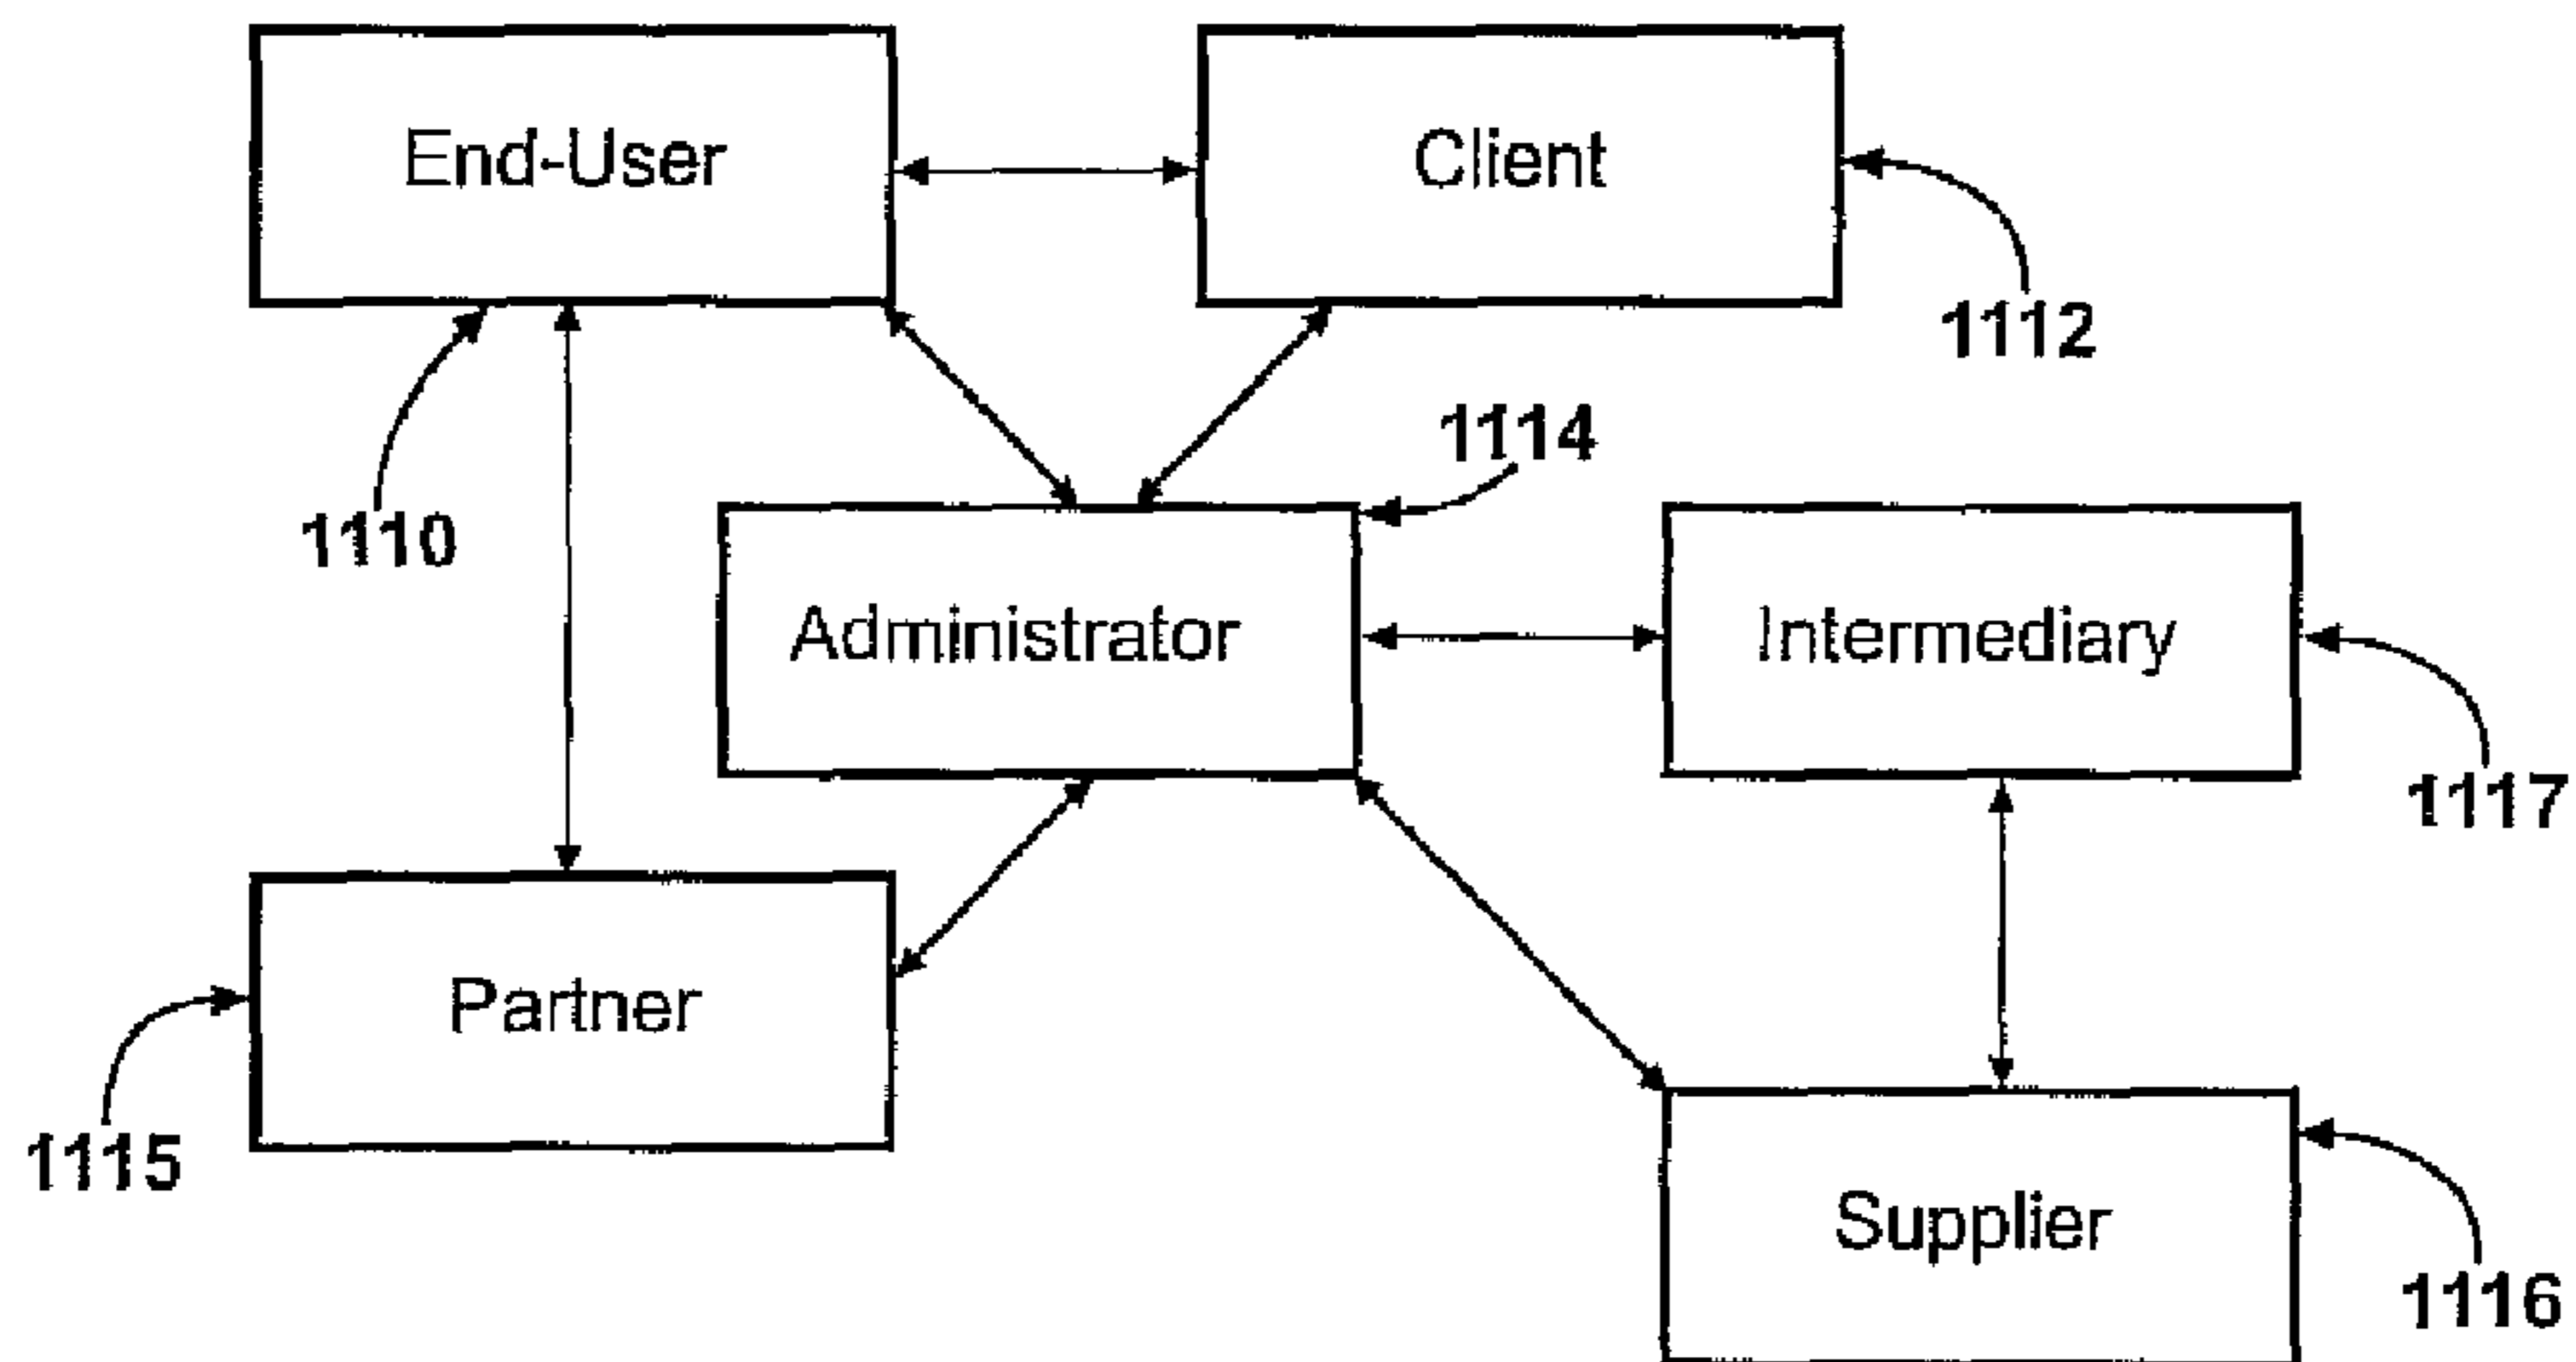 End-User
Client
1112
1114
1110
Administrator
Intermediary
1117
Partner
1115
Supplier
1116